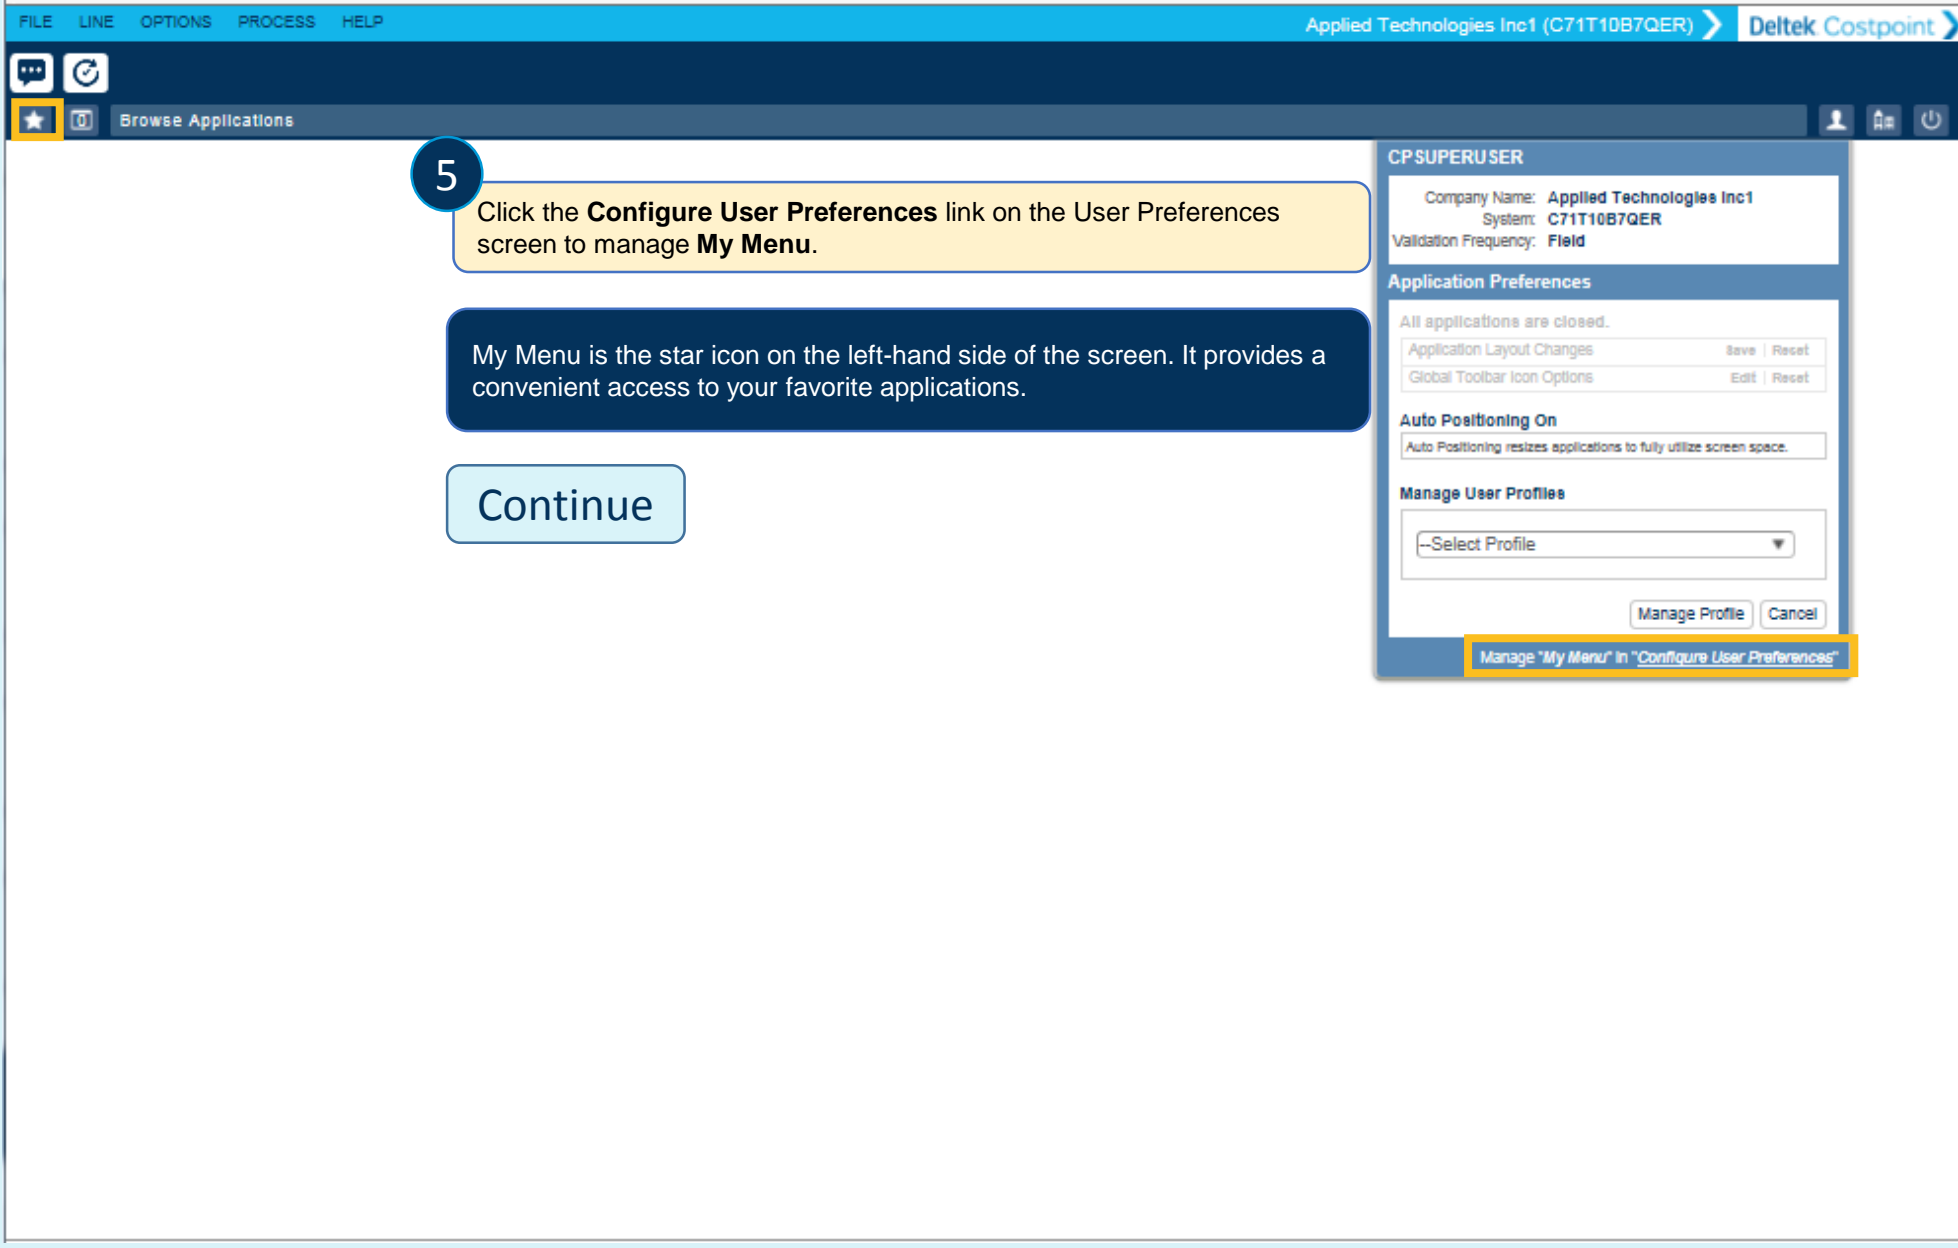 FILE LINE OPTIONS PROCESS HELP
Applied Technologies Inc1 (C71T10B7QER)
Deltek Costpoint
Browse Applications
5
Click the Configure User Preferences link on the User Preferences
screen to manage My Menu.
My Menu is the star icon on the left-hand side of the screen. It provides a
convenient access to your favorite applications.
Continue
CPSUPERUSER
Company Name: Applied Technologies Inc1
System: C71T10B7QER
Validation Frequency: Field
Application Preferences
All applications are closed.
Application Layout Changes Save | Reset
Global Toolbar Icon Options Edit | Reset
Auto Positioning On
Auto Positioning resizes applications to fully utilize screen space.
Manage User Profiles
--Select Profile
Manage Profile Cancel
Manage "My Menu" in "Configure User Preferences"